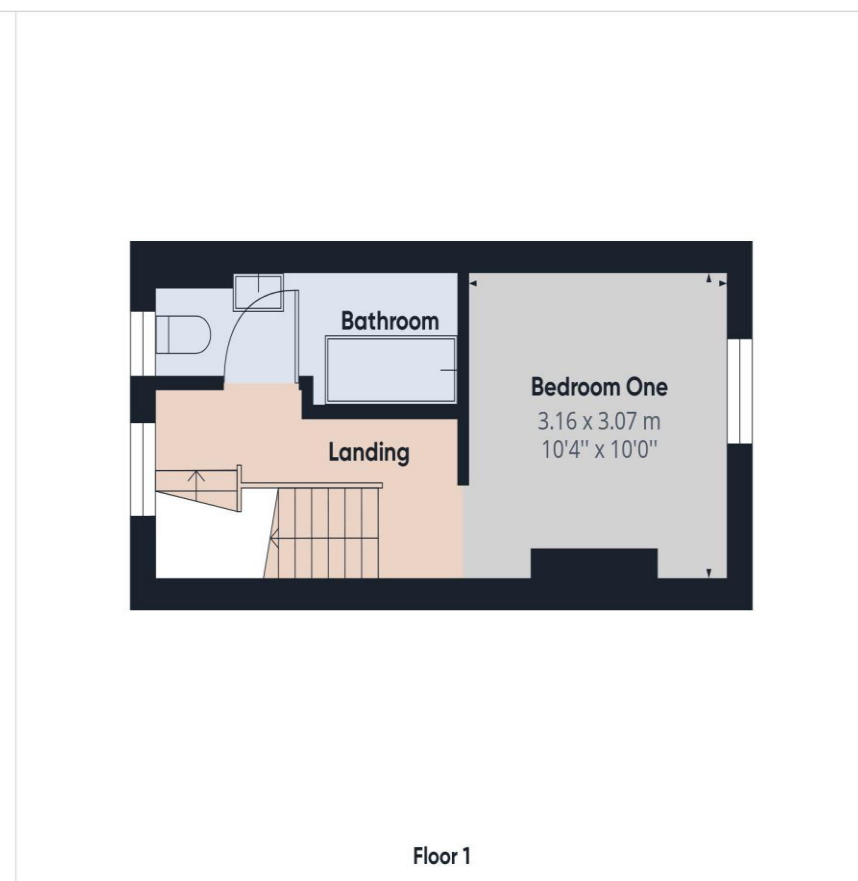 Bathroom
Bedroom One
3.16 x 3.07 m
10'4" x 10'0"
Landing
Floor 1